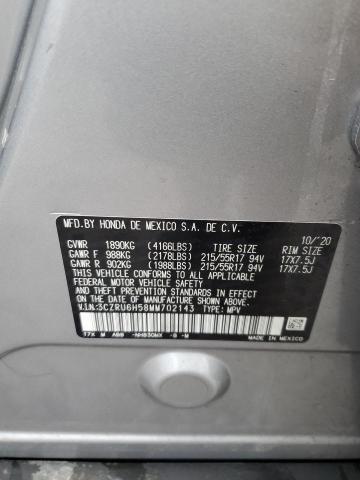 MFD.BY HONDA DE MEXICO S.A. DE C.V.
10/'20
GVWR 1890KG (4166LBS) TIRE SIZE RIM SIZE
GAWR F 988KG (2178LBS) 215/55R17 94V 17X7.5J
GAWR R 902KG (1988LBS) 215/55R17 94V 17X7.5J
THIS VEHICLE CONFORMS TO ALL APPLICABLE
FEDERAL MOTOR VEHICLE SAFETY AND
THEFT PREVENTION STANDARDS IN EFFECT
ON THE DATE OF MANUFACTURE SHOWN ABOVE.
V.I.N:3CZRU6H58MM702143 TYPE: MPV
T7X M NH830MX -B -M
MADE IN MEXICO